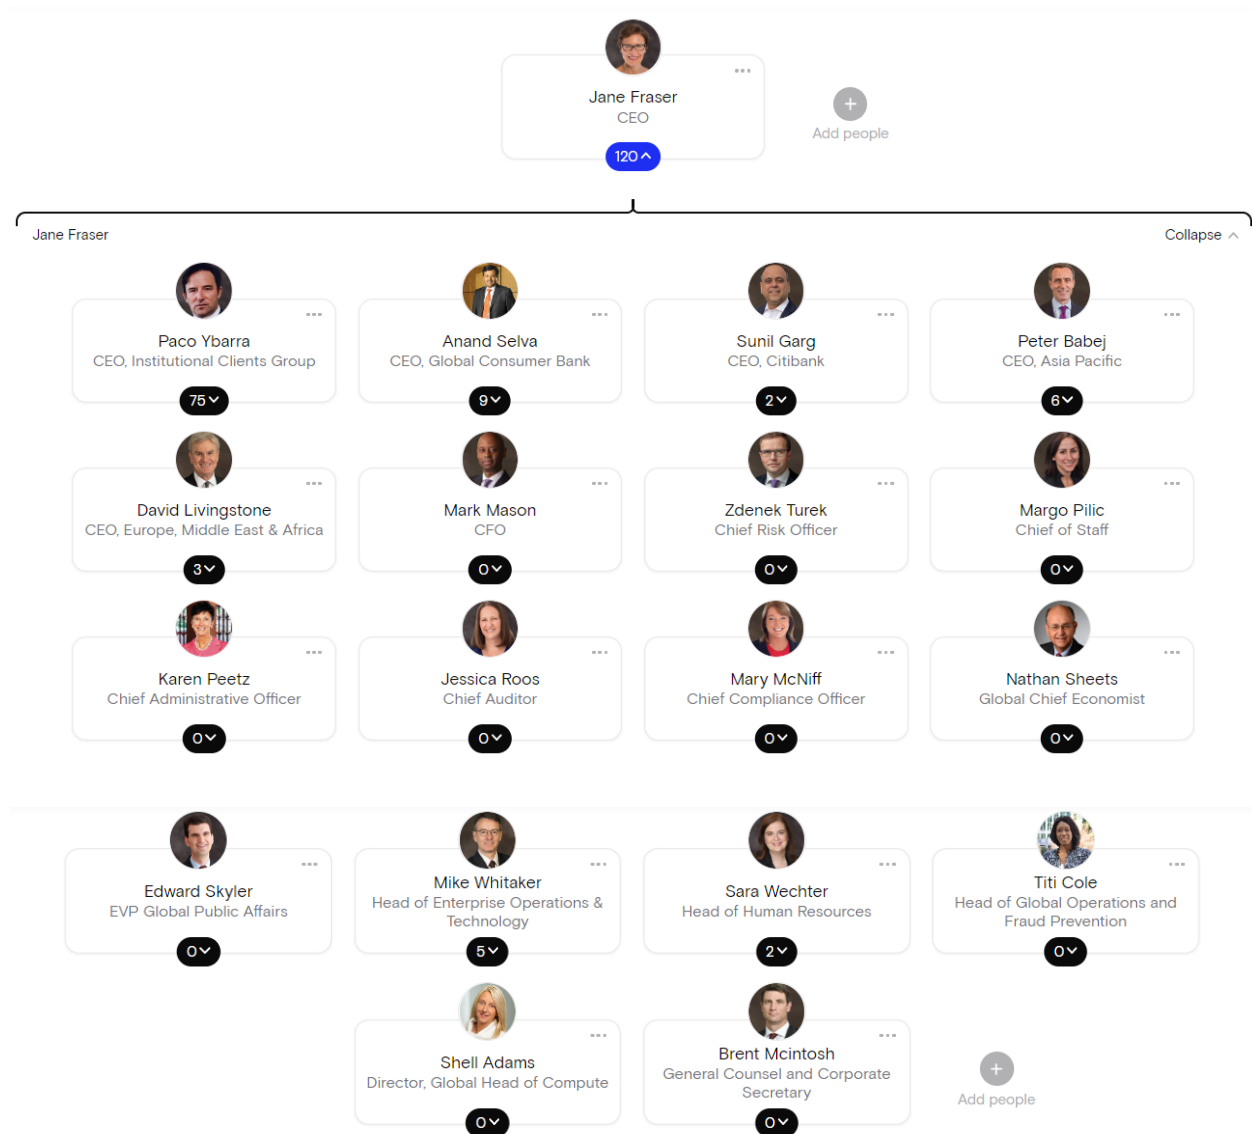 Jane Fraser
CEO
120
Add people
Jane Fraser
Collapse
Paco Ybarra
CEO, Institutional Clients Group
75
Anand Selva
CEO, Global Consumer Bank
9
Sunil Garg
CEO, Citibank
2
Peter Babej
CEO, Asia Pacific
6
David Livingstone
CEO, Europe, Middle East & Africa
3
Mark Mason
CFO
0
Zdenek Turek
Chief Risk Officer
0
Margo Pilic
Chief of Staff
0
Karen Peetz
Chief Administrative Officer
0
Jessica Roos
Chief Auditor
0
Mary McNiff
Chief Compliance Officer
0
Nathan Sheets
Global Chief Economist
0
Edward Skyler
EVP Global Public Affairs
0
Mike Whitaker
Head of Enterprise Operations &
Technology
5
Sara Wechter
Head of Human Resources
2
Titi Cole
Head of Global Operations and
Fraud Prevention
0
Shell Adams
Director, Global Head of Compute
0
Brent Mcintosh
General Counsel and Corporate
Secretary
0
Add people